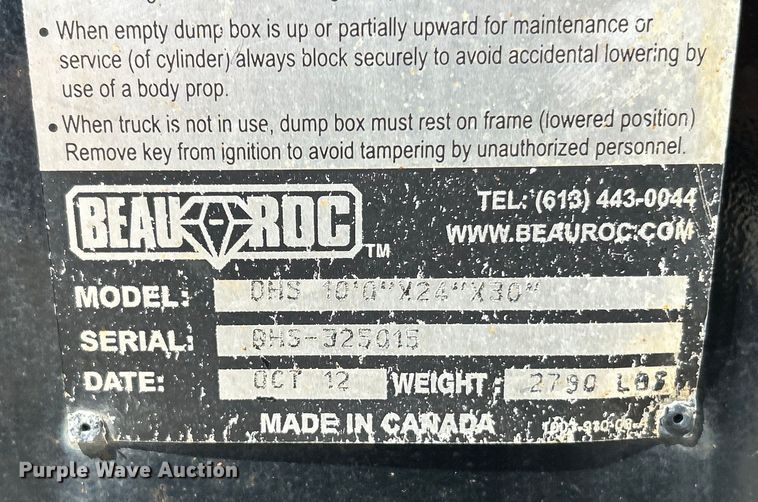 • When empty dump box is up or partially upward for maintenance or
service (of cylinder) always block securely to avoid accidental lowering by
use of a body prop.
• When truck is not in use, dump box must rest on frame (lowered position)
Remove key from ignition to avoid tampering by unauthorized personnel.
BEAU ROC TM
TEL: (613) 443-0044
WWW.BEAUROC.COM
MODEL: DHS 10'0"X24"X30"
SERIAL: BHS-325015
DATE: OCT 12 WEIGHT: 2790 LBS
MADE IN CANADA
Purple Wave Auction